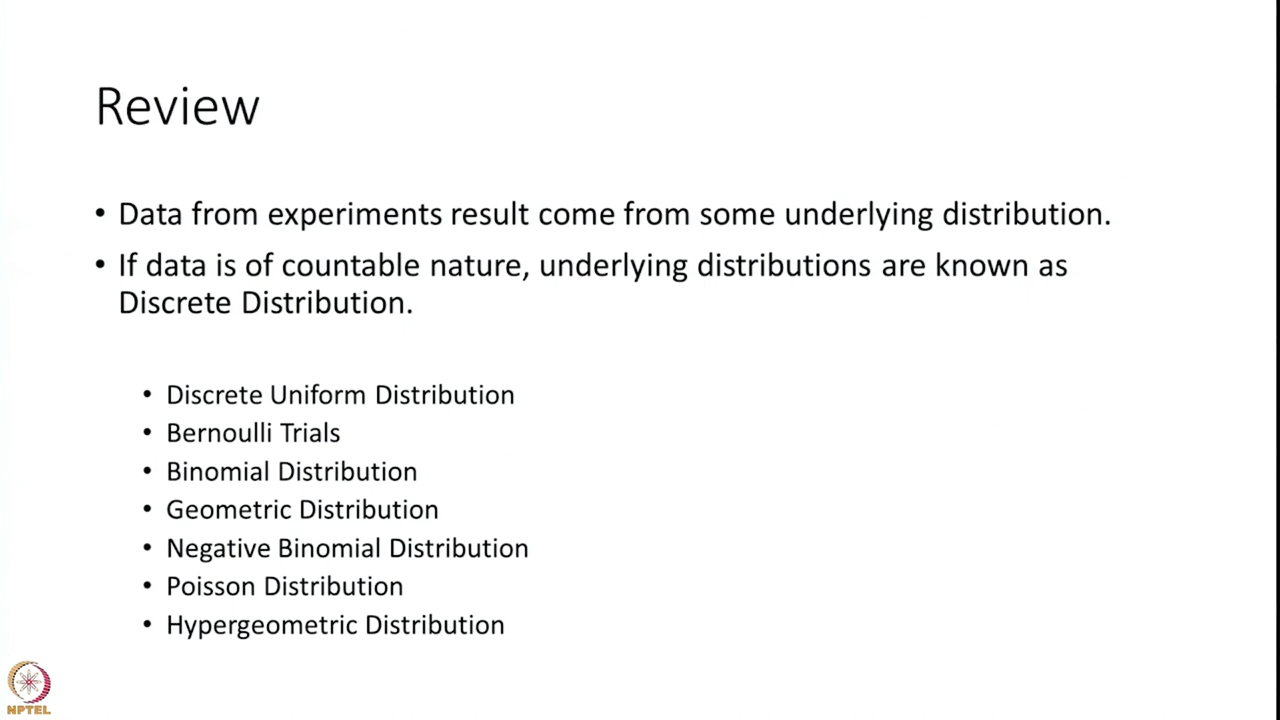 Review
• Data from experiments result come from some underlying distribution.
• If data is of countable nature, underlying distributions are known as
Discrete Distribution.
• Discrete Uniform Distribution
• Bernoulli Trials
• Binomial Distribution
• Geometric Distribution
• Negative Binomial Distribution
• Poisson Distribution
• Hypergeometric Distribution
NPTEL